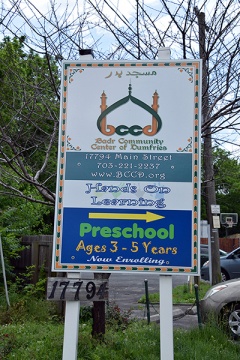 مسجد بدر
bccd
Badr Community
Center of Dumfries
17794 Main Street
703-221-2237
www.BCCD.org
Hands On
Learning
Preschool
Ages 3 - 5 Years
Now Enrolling
17794